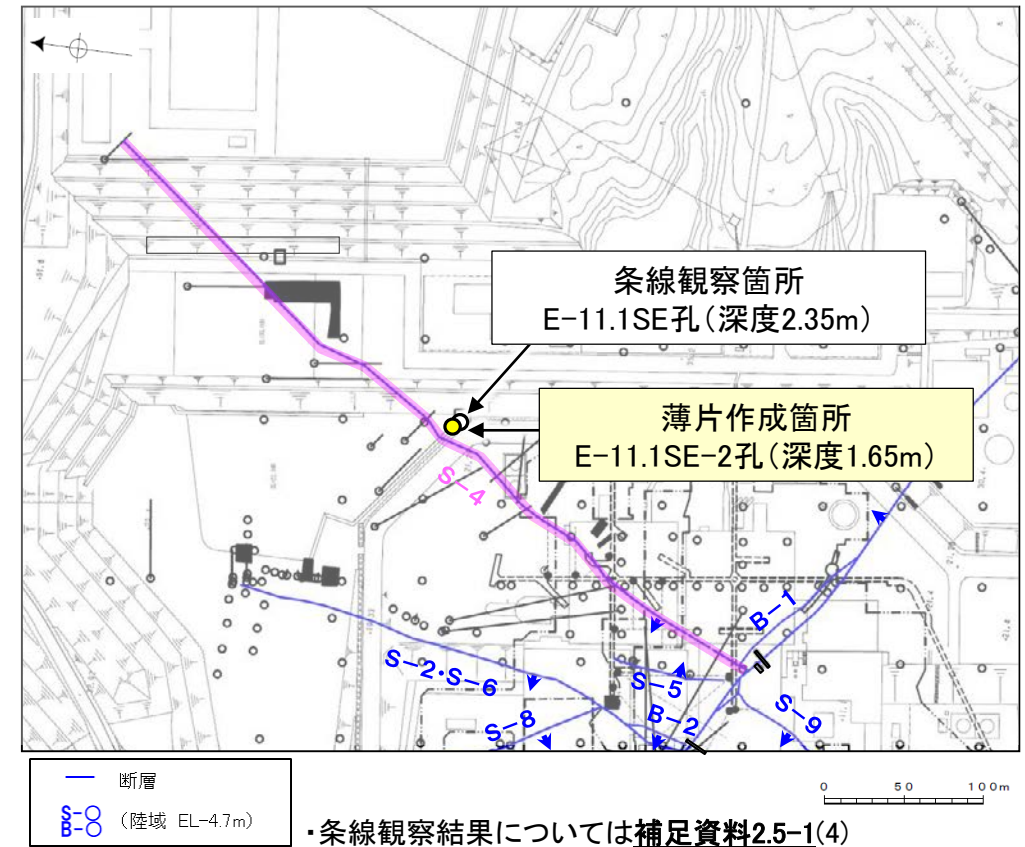 条線観察箇所
E-11.1SE孔(深度2.35m)
薄片作成箇所
E-11.1SE-2孔(深度1.65m)
S-4
B-1
S-2・S-6
S-5
S-8
B-2
S-9
断層
S-○
B-○
(陸域 EL-4.7m)
0 50 100m
・条線観察結果については補足資料2.5-1(4)